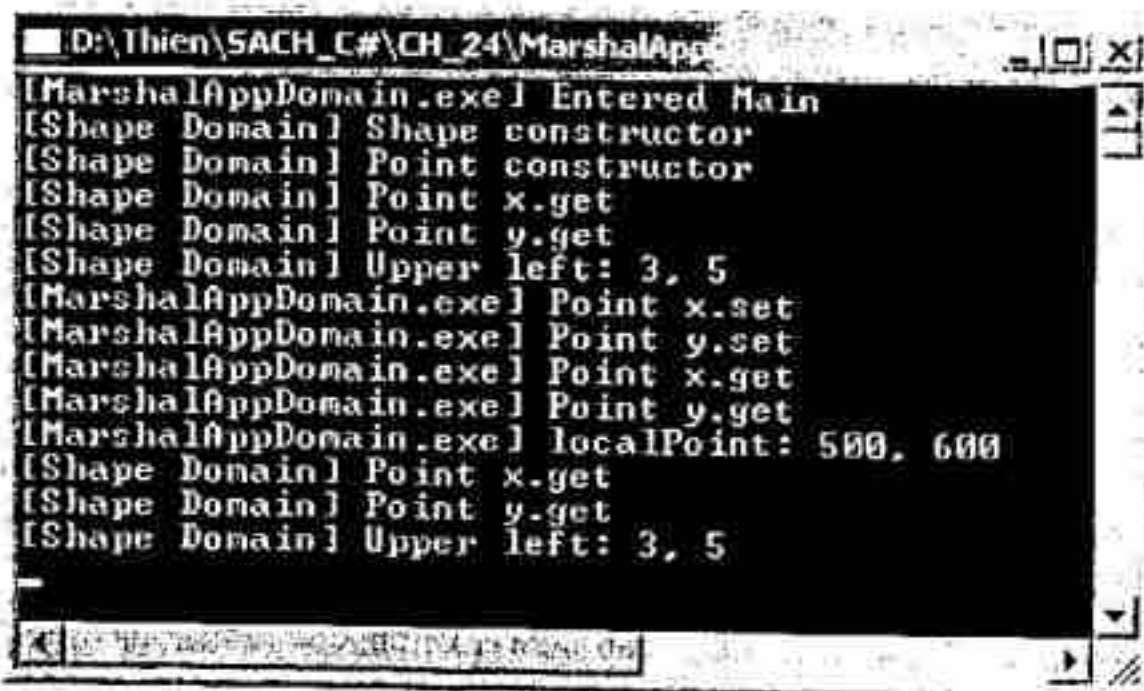 D:\Thien\SACH_C#\CH_24\MarshalAppD
[MarshalAppDomain.exe] Entered Main
[Shape Domain] Shape constructor
[Shape Domain] Point constructor
[Shape Domain] Point x.get
[Shape Domain] Point y.get
[Shape Domain] Upper left: 3, 5
[MarshalAppDomain.exe] Point x.set
[MarshalAppDomain.exe] Point y.set
[MarshalAppDomain.exe] Point x.get
[MarshalAppDomain.exe] Point y.get
[MarshalAppDomain.exe] localPoint: 500, 600
[Shape Domain] Point x.get
[Shape Domain] Point y.get
[Shape Domain] Upper left: 3, 5